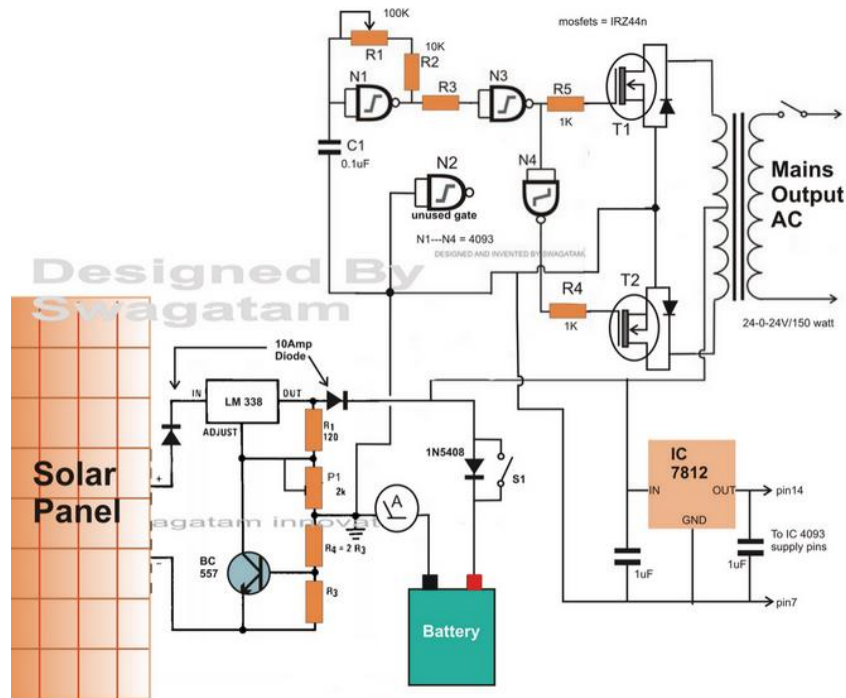 100K
mosfets = IRZ44n
R1
10K
R2
N1
R3
N3
R5
1K
T1
C1
0.1uF
N4
N2
unused gate
Mains
Output
AC
N1---N4 = 4093
DESIGNED AND INVENTED BY SWAGATAM
Designed By
Swagatam
R4
1K
T2
24-0-24V/150 watt
10Amp
Diode
IN
LM 338
OUT
ADJUST
R1
120
1N5408
S1
IC
7812
IN
OUT
GND
pin14
Solar
Panel
+
P1
2k
A
agatam innovat
To IC 4093
supply pins
R4 = 2 R3
BC
557
1uF
1uF
−
R3
pin7
Battery